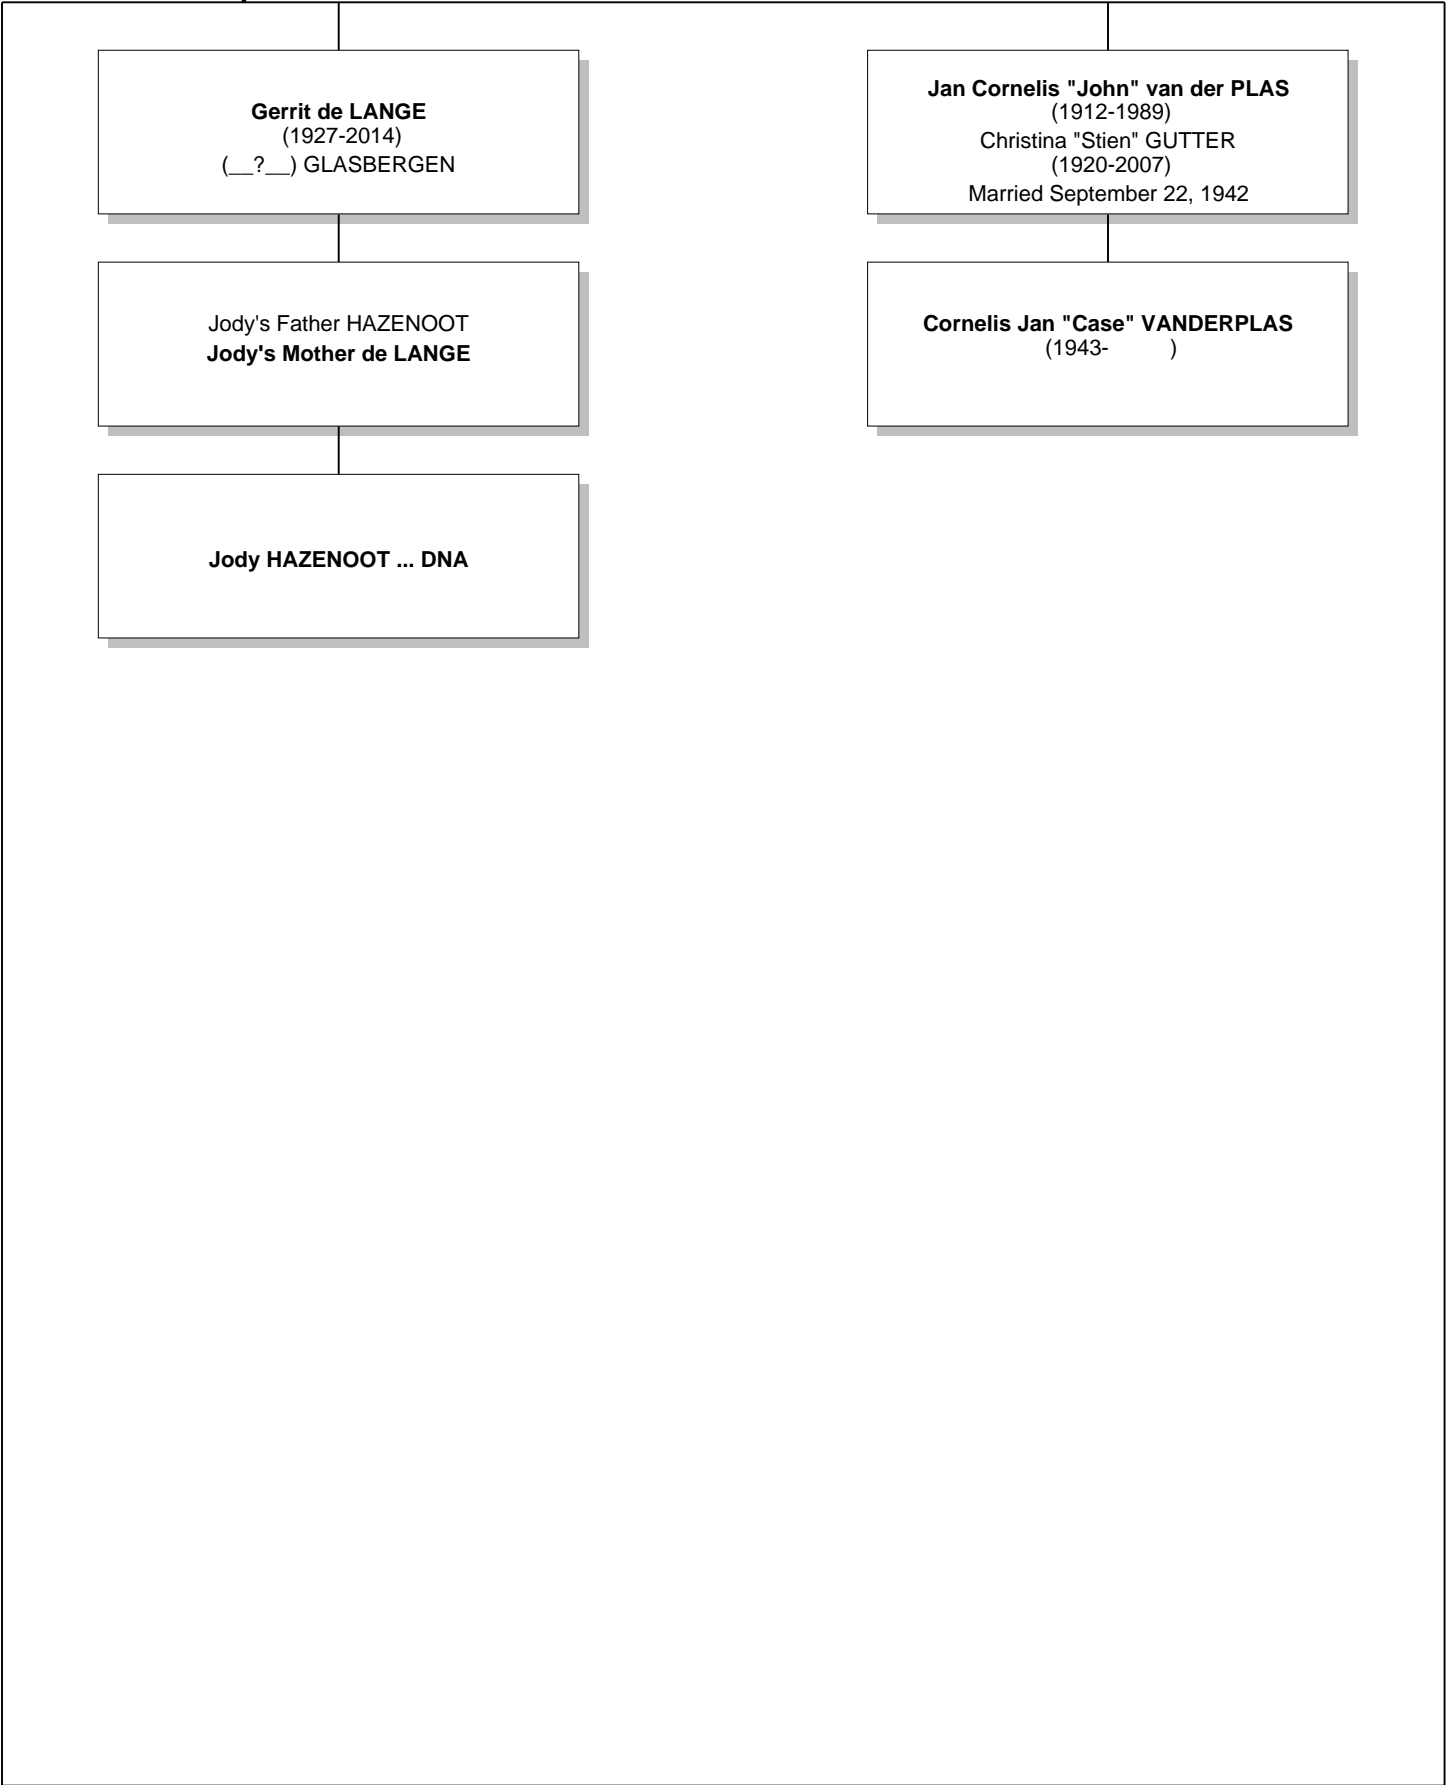 Gerrit de LANGE
(1927-2014)
(__?__) GLASBERGEN
Jan Cornelis "John" van der PLAS
(1912-1989)
Christina "Stien" GUTTER
(1920-2007)
Married September 22, 1942
Jody's Father HAZENOOT
Jody's Mother de LANGE
Cornelis Jan "Case" VANDERPLAS
(1943-          )
Jody HAZENOOT ... DNA